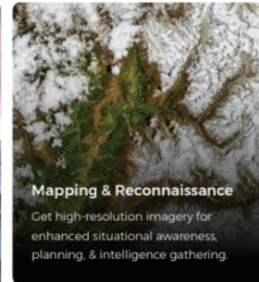 Mapping & Reconnaissance
Get high-resolution imagery for
enhanced situational awareness,
planning, & intelligence gathering.